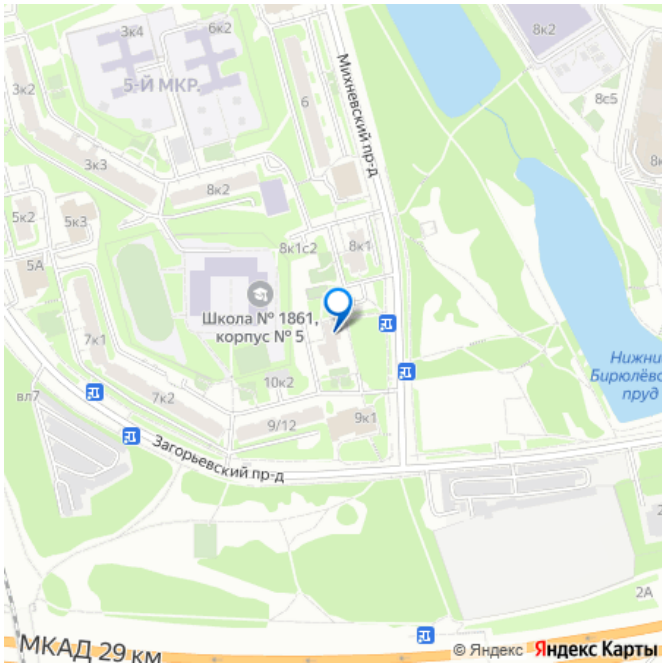 3к4
6к2
8к2
5-Й МКР.
Михневский пр-д
3к2
6
8с5
3к3
8к2
5к2
5к3
8к1с2
8к1
5А
Школа № 1861,
корпус № 5
7к1
Нижний
Бирюлёвс
пруд
10к2
вл7
7к2
9/12
9к1
Загорьевский пр-д
2А
МКАД 29 км
© Яндекс Яндекс Карты